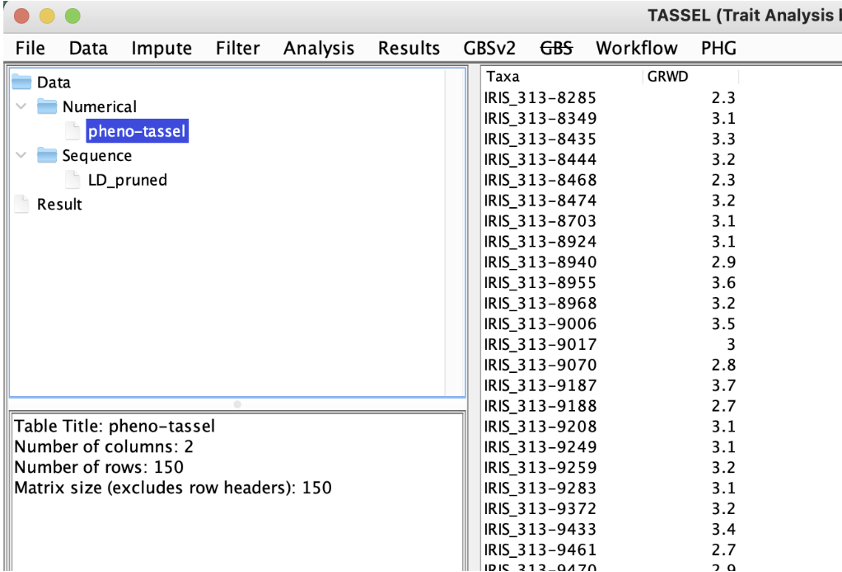 TASSEL (Trait Analysis
File Data Impute Filter Analysis Results GBSv2 GBS Workflow PHG
Data
Numerical
pheno-tassel
Sequence
LD_pruned
Result
Table Title: pheno-tassel
Number of columns: 2
Number of rows: 150
Matrix size (excludes row headers): 150
Taxa GRWD
IRIS_313-8285 2.3
IRIS_313-8349 3.1
IRIS_313-8435 3.3
IRIS_313-8444 3.2
IRIS_313-8468 2.3
IRIS_313-8474 3.2
IRIS_313-8703 3.1
IRIS_313-8924 3.1
IRIS_313-8940 2.9
IRIS_313-8955 3.6
IRIS_313-8968 3.2
IRIS_313-9006 3.5
IRIS_313-9017 3
IRIS_313-9070 2.8
IRIS_313-9187 3.7
IRIS_313-9188 2.7
IRIS_313-9208 3.1
IRIS_313-9249 3.1
IRIS_313-9259 3.2
IRIS_313-9283 3.1
IRIS_313-9372 3.2
IRIS_313-9433 3.4
IRIS_313-9461 2.7
IRIS_313-9470 2.9